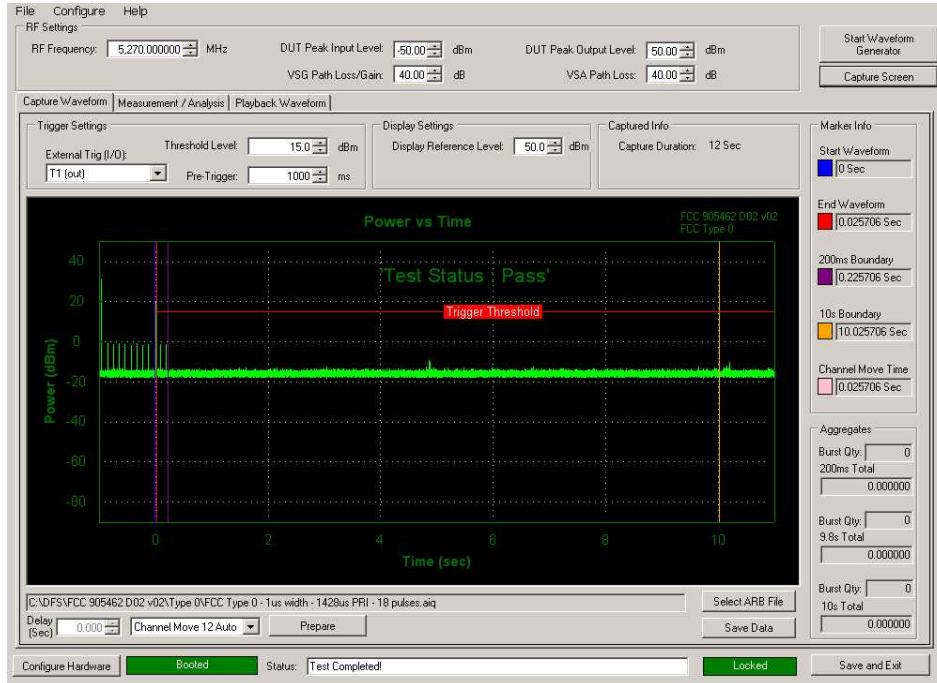 File Configure Help
RF Settings
RF Frequency: 5,270.000000 MHz
DUT Peak Input Level: -50.00 dBm
DUT Peak Output Level: 50.00 dBm
VSG Path Loss/Gain: 40.00 dB
VSA Path Loss: 40.00 dB
Start Waveform
Generator
Capture Screen
Capture Waveform Measurement / Analysis Playback Waveform
Trigger Settings
External Trig (I/O):
T1 (out)
Threshold Level: 15.0 dBm
Pre-Trigger: 1000 ms
Display Settings
Display Reference Level: 50.0 dBm
Captured Info
Capture Duration: 12 Sec
Marker Info
Start Waveform
0 Sec
End Waveform
0.025706 Sec
200ms Boundary
0.225706 Sec
10s Boundary
10.025706 Sec
Channel Move Time
0.025706 Sec
Power vs Time
FCC 905462 D02 v02
FCC Type 0
'Test Status : Pass'
Trigger Threshold
Power (dBm)
40
20
0
-20
-40
-60
-80
0 2 4 6 8 10
Time (sec)
Aggregates
Burst Qty: 0
200ms Total
0.000000
Burst Qty: 0
9.8s Total
0.000000
Burst Qty: 0
10s Total
0.000000
C:\DFS\FCC 905462 D02 v02\Type 0\FCC Type 0 - 1us width - 1428us PRI - 18 pulses.aiq
Select ARB File
Delay
(Sec) 0.000
Channel Move 12 Auto
Prepare
Save Data
Configure Hardware
Booted
Status: Test Completed!
Locked
Save and Exit